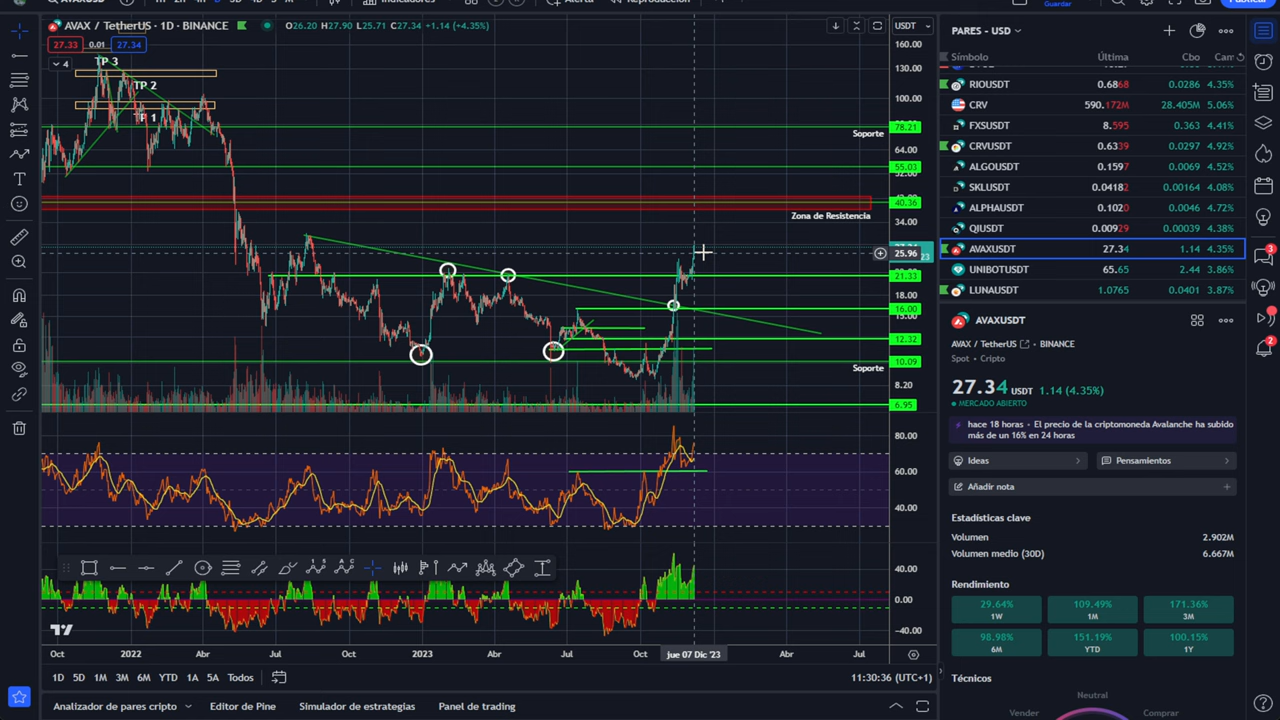 AVAX / TetherUS · 1D · BINANCE O26.20 H27.90 L25.71 C27.34 +1.14 (+4.35%)
27.33 0.01 27.34
4
TP 3
TP 2
TP 1
USDT
160.00
130.00
100.00
78.21
Soporte
64.00
55.03
40.36
Zona de Resistencia
34.00
25.96
21.33
18.00
16.00
12.32
10.09
Soporte
8.20
6.95
80.00
60.00
40.00
40.00
0.00
−40.00
Oct 2022 Abr Jul Oct 2023 Abr Jul Oct jue 07 Dic '23 Abr Jul
1D 5D 1M 3M 6M YTD 1A 5A Todos
11:30:36 (UTC+1)
Analizador de pares cripto Editor de Pine Simulador de estrategias Panel de trading
PARES - USD
Símbolo Última Cbo Cam
RIOUSDT 0.6868 0.0286 4.35%
CRV 590.172M 28.405M 5.06%
FXSUSDT 8.595 0.363 4.41%
CRVUSDT 0.6339 0.0297 4.92%
ALGOUSDT 0.1597 0.0069 4.52%
SKLUSDT 0.04182 0.00164 4.08%
ALPHAUSDT 0.1020 0.0046 4.72%
QIUSDT 0.00929 0.00039 4.38%
AVAXUSDT 27.34 1.14 4.35%
UNIBOTUSDT 65.65 2.44 3.86%
LUNAUSDT 1.0765 0.0401 3.87%
AVAXUSDT
AVAX / TetherUS BINANCE
Spot • Cripto
27.34 USDT 1.14 (4.35%)
MERCADO ABIERTO
hace 18 horas • El precio de la criptomoneda Avalanche ha subido
más de un 16% en 24 horas
Ideas Pensamientos
Añadir nota
Estadísticas clave
Volumen 2.902M
Volumen medio (30D) 6.667M
Rendimiento
29.64% 109.49% 171.36%
1W 1M 3M
98.98% 151.19% 100.15%
6M YTD 1Y
Técnicos
Neutral
Vender Comprar
3
2